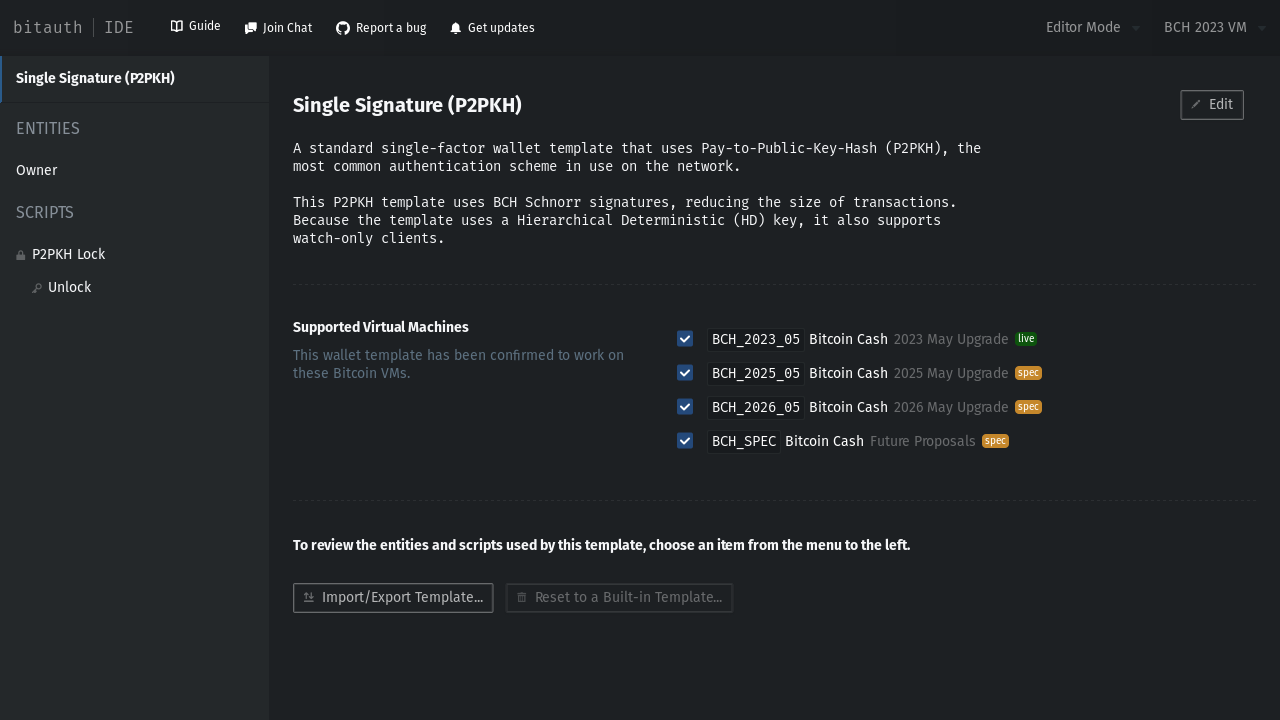 bitauth | IDE
Guide
Join Chat
Report a bug
Get updates
Editor Mode
BCH 2023 VM
Single Signature (P2PKH)
ENTITIES
Owner
SCRIPTS
P2PKH Lock
Unlock
Single Signature (P2PKH)
Edit
A standard single-factor wallet template that uses Pay-to-Public-Key-Hash (P2PKH), the
most common authentication scheme in use on the network.
This P2PKH template uses BCH Schnorr signatures, reducing the size of transactions.
Because the template uses a Hierarchical Deterministic (HD) key, it also supports
watch-only clients.
Supported Virtual Machines
This wallet template has been confirmed to work on
these Bitcoin VMs.
BCH_2023_05 Bitcoin Cash 2023 May Upgrade live
BCH_2025_05 Bitcoin Cash 2025 May Upgrade spec
BCH_2026_05 Bitcoin Cash 2026 May Upgrade spec
BCH_SPEC Bitcoin Cash Future Proposals spec
To review the entities and scripts used by this template, choose an item from the menu to the left.
Import/Export Template...
Reset to a Built-in Template...